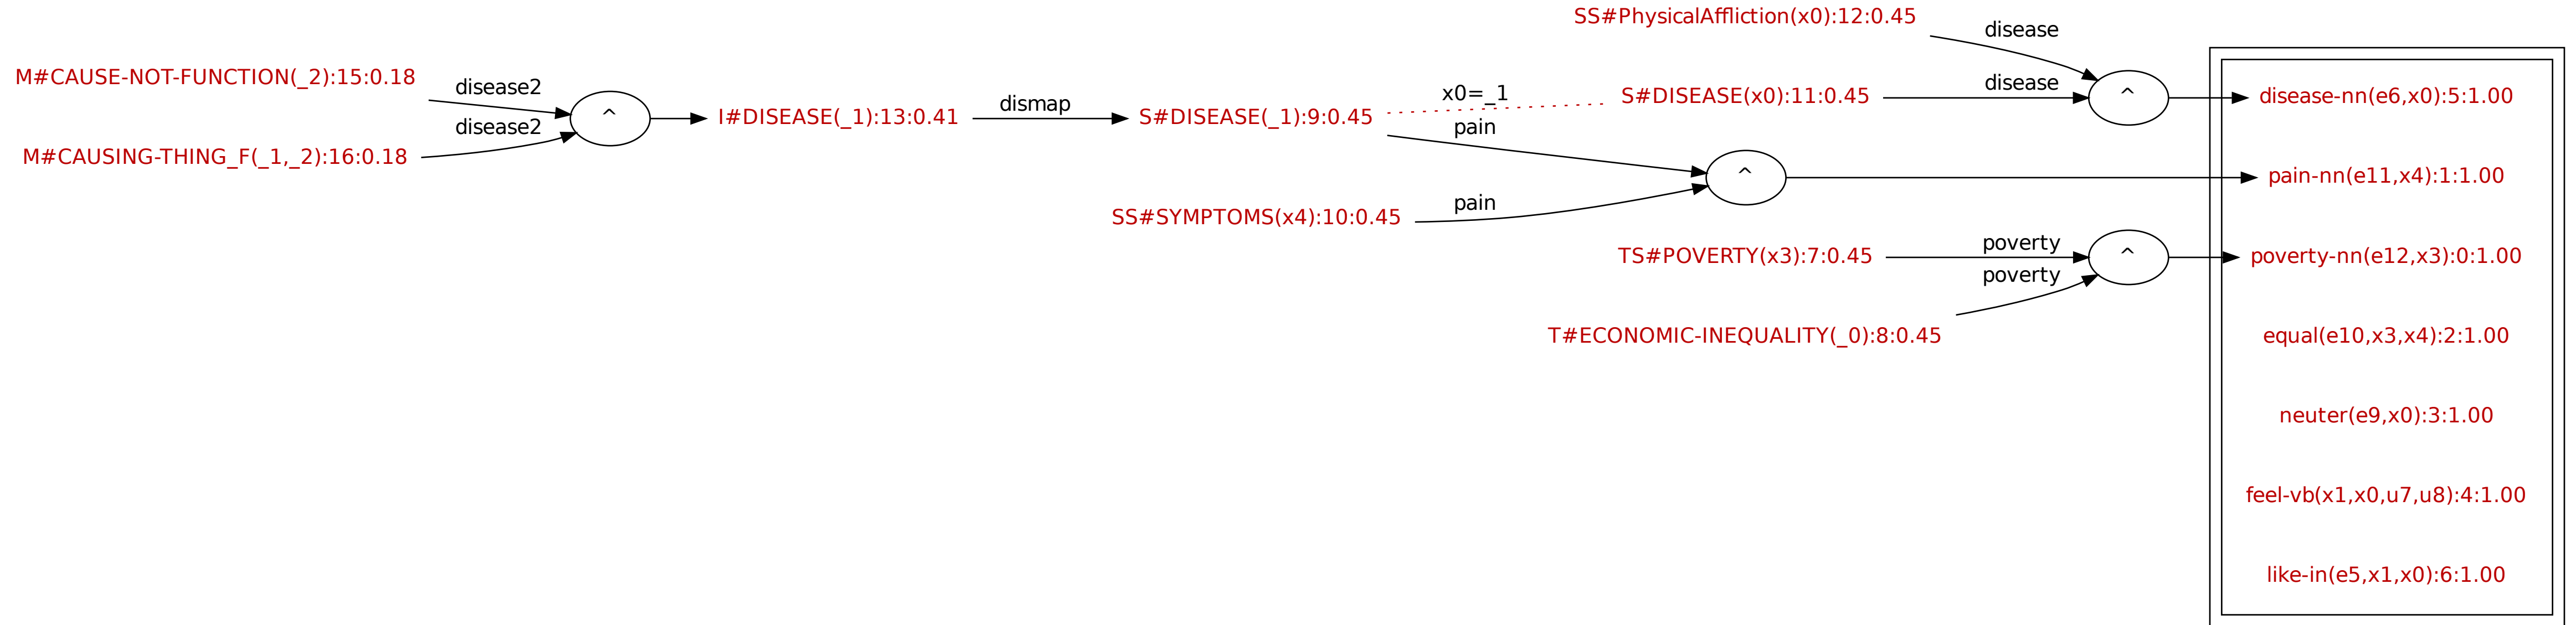 SS#PhysicalAffliction(x0):12:0.45
disease
M#CAUSE-NOT-FUNCTION(_2):15:0.18
disease2
^
I#DISEASE(_1):13:0.41
dismap
S#DISEASE(_1):9:0.45
x0=_1
S#DISEASE(x0):11:0.45
disease
^
disease-nn(e6,x0):5:1.00
disease2
M#CAUSING-THING_F(_1,_2):16:0.18
pain
^
pain-nn(e11,x4):1:1.00
SS#SYMPTOMS(x4):10:0.45
pain
TS#POVERTY(x3):7:0.45
poverty
^
poverty-nn(e12,x3):0:1.00
poverty
T#ECONOMIC-INEQUALITY(_0):8:0.45
equal(e10,x3,x4):2:1.00
neuter(e9,x0):3:1.00
feel-vb(x1,x0,u7,u8):4:1.00
like-in(e5,x1,x0):6:1.00